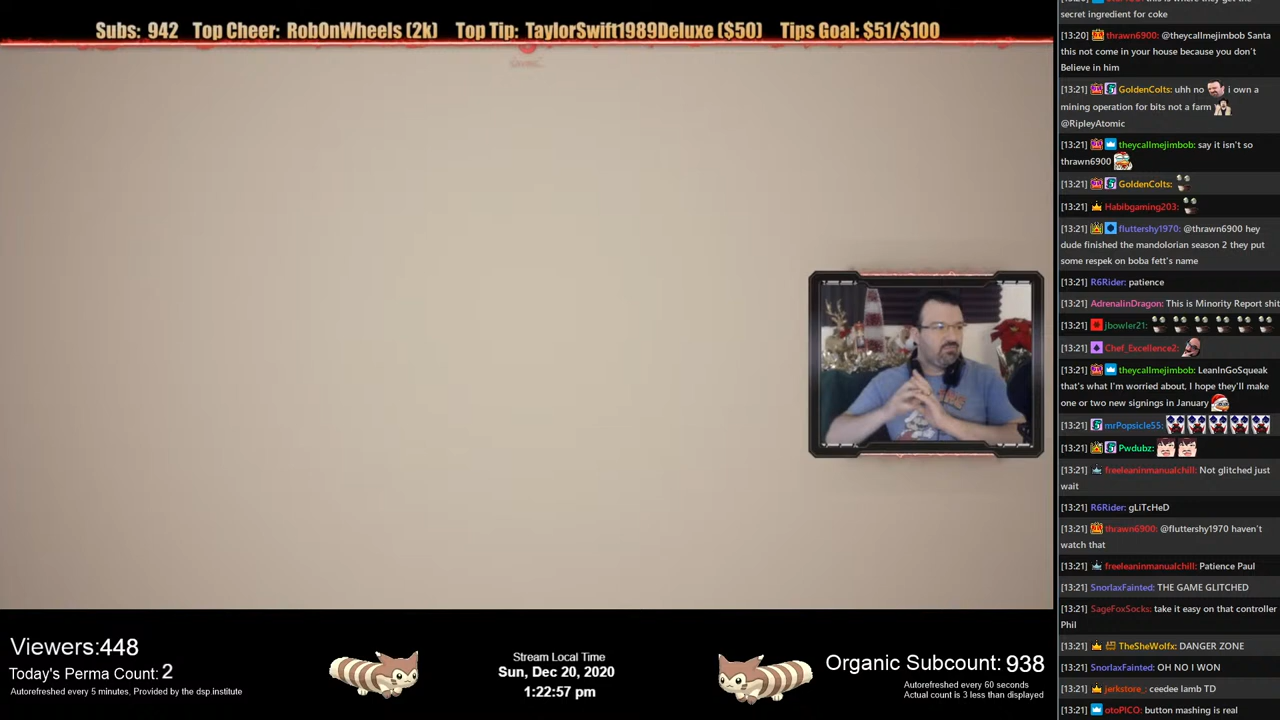 Subs: 942 Top Cheer: RobOnWheels (2k) Top Tip: TaylorSwift1989Deluxe ($50) Tips Goal: $51/$100
Viewers:448
Today's Perma Count: 2
Autorefreshed every 5 minutes, Provided by the dsp institute
Stream Local Time
Sun, Dec 20, 2020
1:22:57 pm
Organic Subcount: 938
Autorefreshed every 60 seconds
Actual count is 3 less than displayed
secret ingredient for coke
[13:20] thrawn6900: @theycallmejimbob Santa
this not come in your house because you don't
Believe in him
[13:21] GoldenColts: uhh no i own a
mining operation for bits not a farm
@RipleyAtomic
[13:21] theycallmejimbob: say it isn't so
thrawn6900
[13:21] GoldenColts:
[13:21] Habibgaming203:
[13:21] fluttershy1970: @thrawn6900 hey
dude finished the mandolorian season 2 they put
some respek on boba fett's name
[13:21] R6Rider: patience
[13:21] AdrenalinDragon: This is Minority Report shit
[13:21] Jbowler21:
[13:21] Chef_Excellence2:
[13:21] theycallmejimbob: LeanInGoSqueak
that's what I'm worried about, I hope they'll make
one or two new signings in January
[13:21] mrPopsicle55:
[13:21] Pwdubz:
[13:21] freeleaninmanualchill: Not glitched just
wait
[13:21] R6Rider: gLiTcHeD
[13:21] thrawn6900: @fluttershy1970 haven't
watch that
[13:21] freeleaninmanualchill: Patience Paul
[13:21] SnorlaxFainted: THE GAME GLITCHED
[13:21] SageFoxSocks: take it easy on that controller
Phil
[13:21] TheSheWolfx: DANGER ZONE
[13:21] SnorlaxFainted: OH NO I WON
[13:21] jerkstore_: ceedee lamb TD
[13:21] otoPICO: button mashing is real